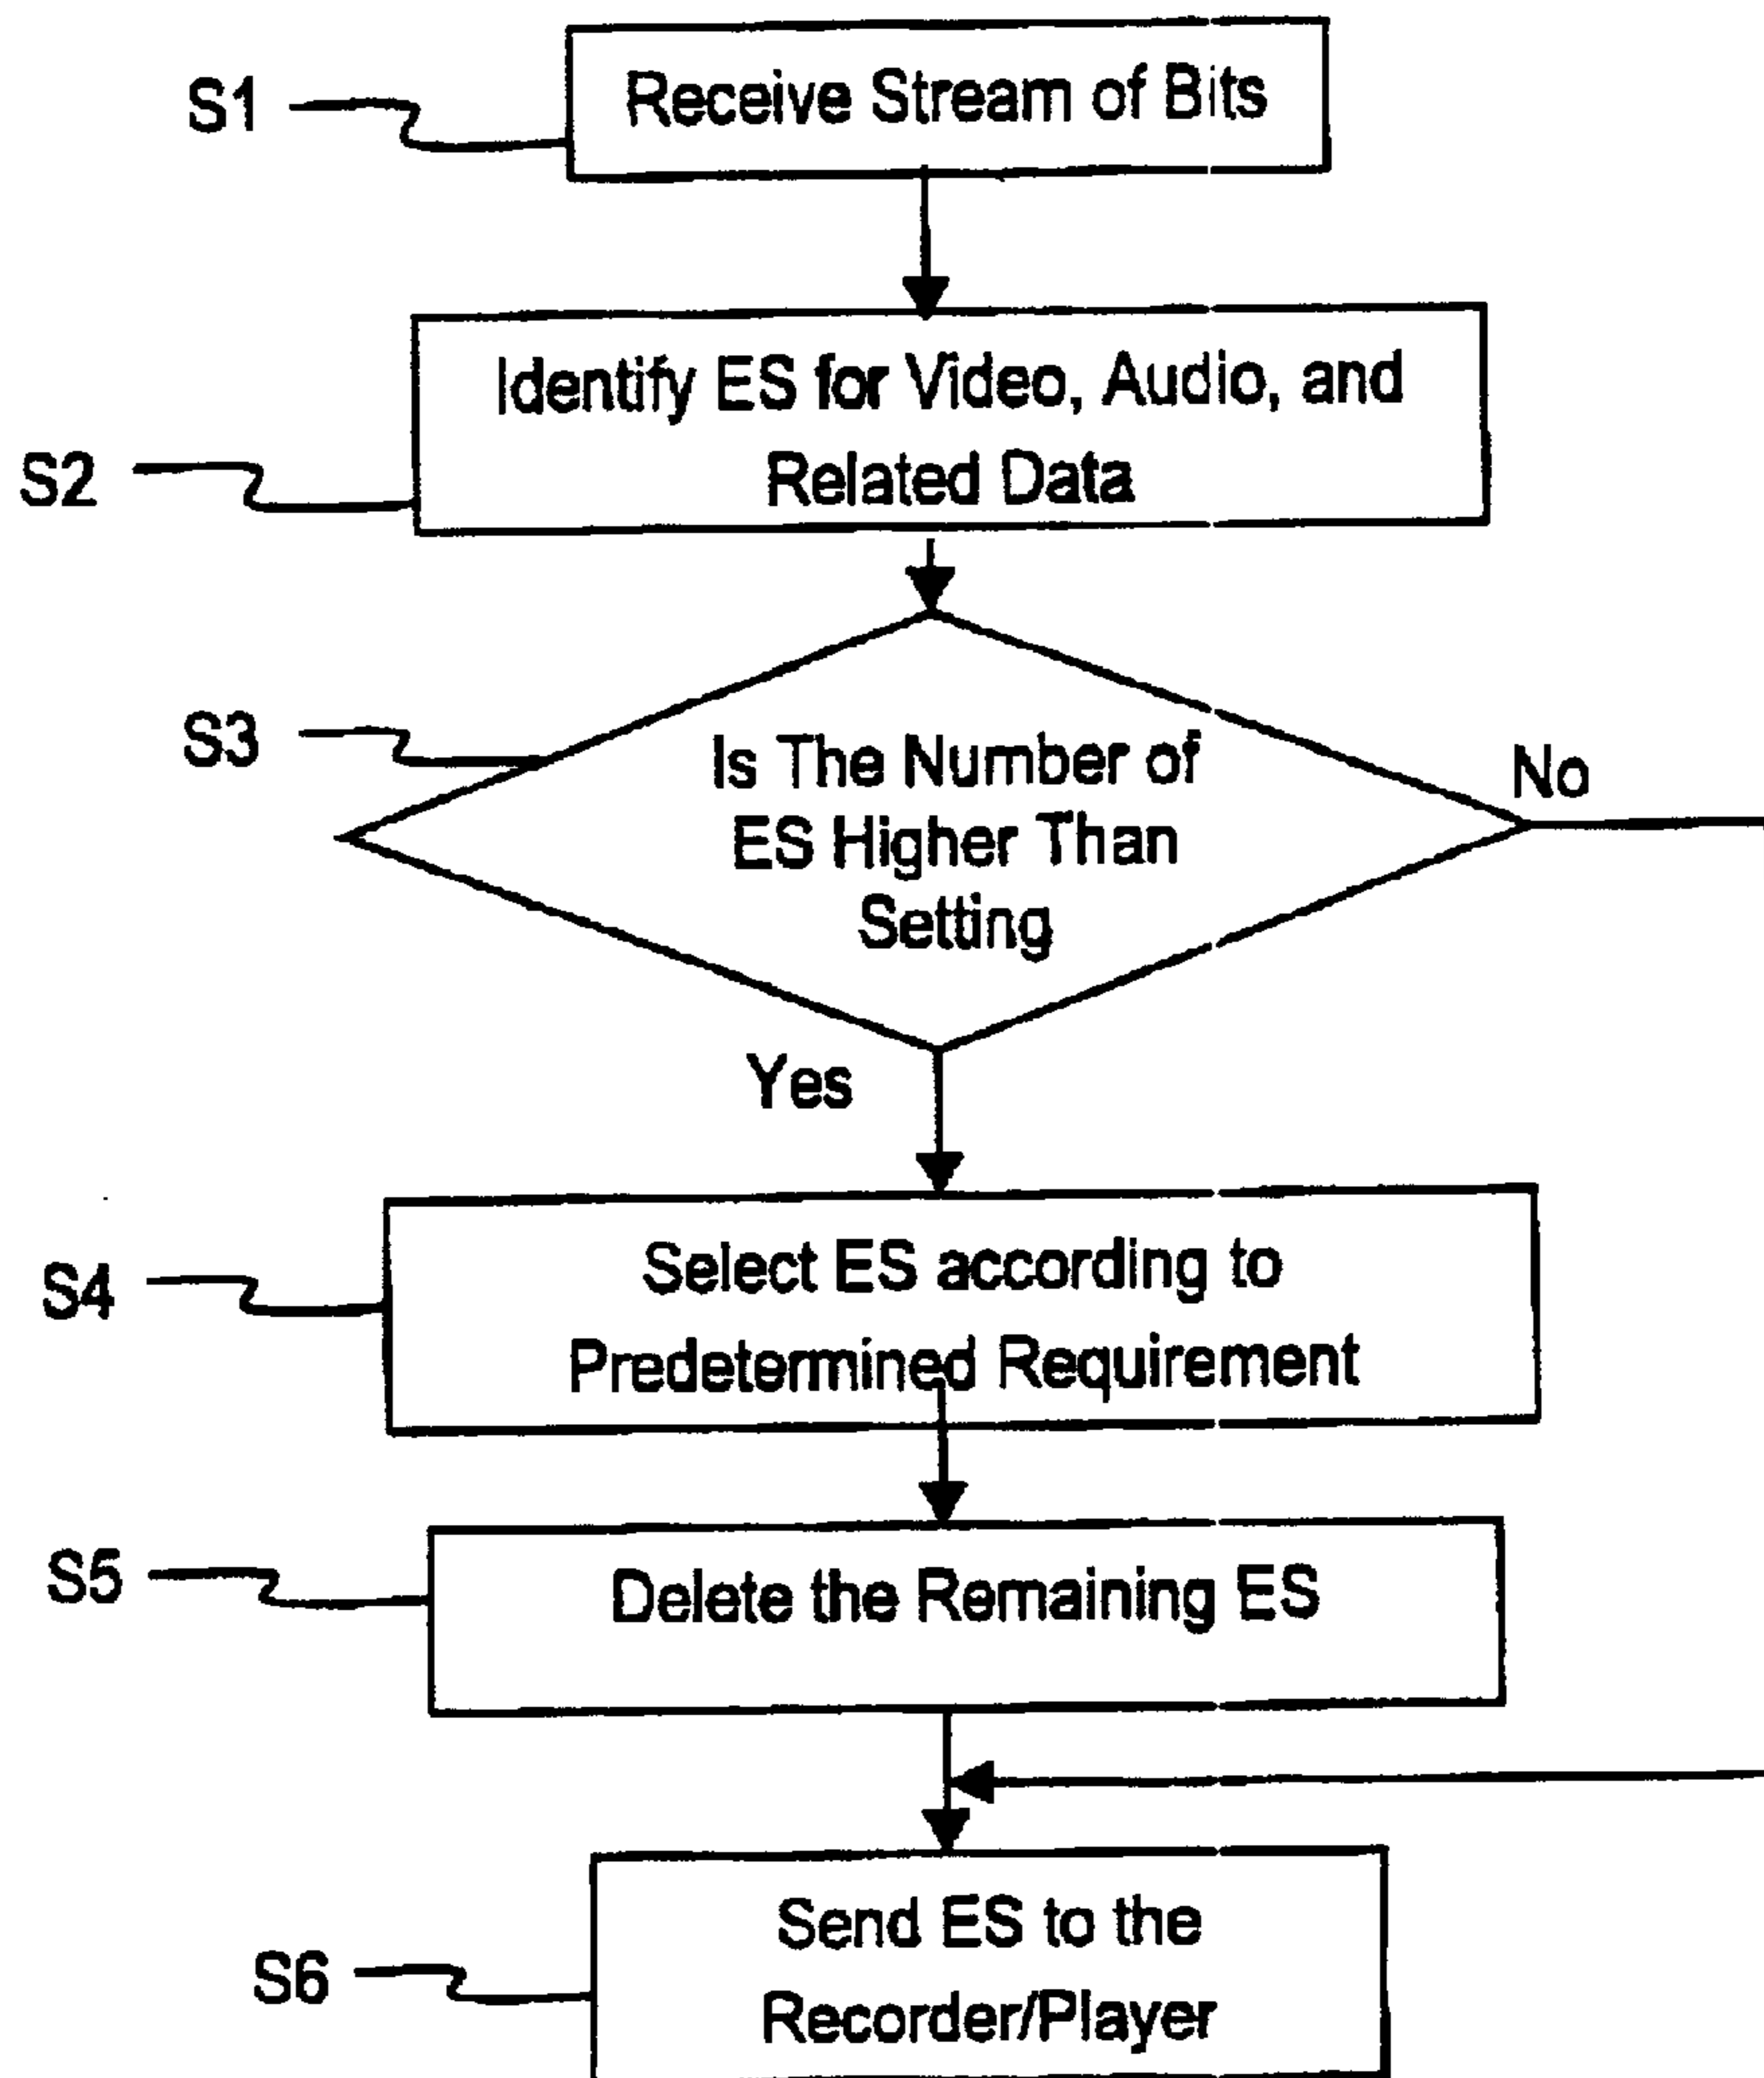 S1
Receive Stream of Bits
S2
Identify ES for Video, Audio, and
Related Data
S3
Is The Number of
ES Higher Than
Setting
No
Yes
S4
Select ES according to
Predetermined Requirement
S5
Delete the Remaining ES
S6
Send ES to the
Recorder/Player